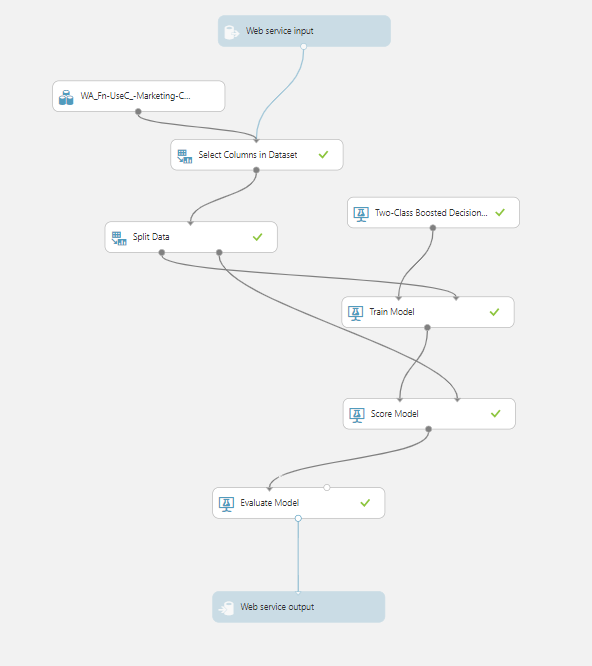 Web service input
WA_Fn-UseC_-Marketing-C...
Select Columns in Dataset
Two-Class Boosted Decision...
Split Data
Train Model
Score Model
Evaluate Model
Web service output